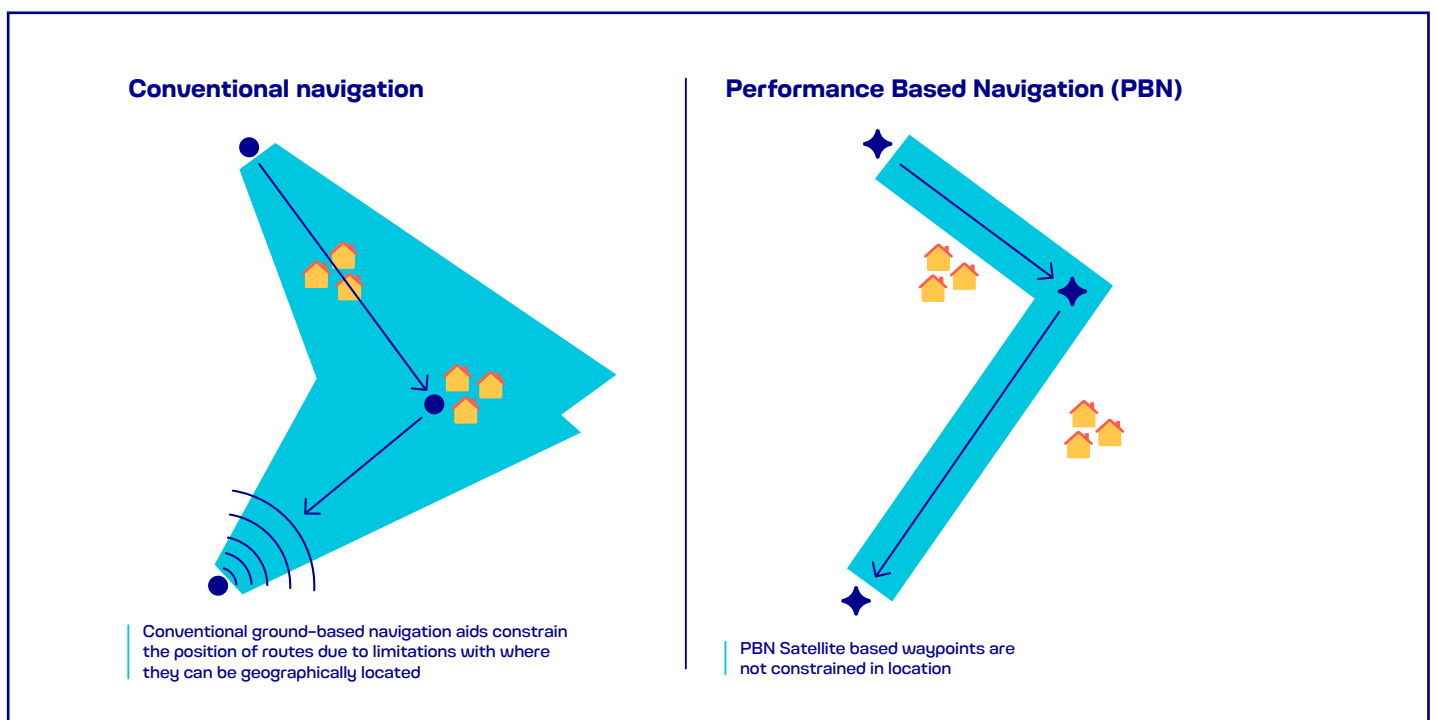 Conventional navigation
Conventional ground-based navigation aids constrain
the position of routes due to limitations with where
they can be geographically located
Performance Based Navigation (PBN)
PBN Satellite based waypoints are
not constrained in location